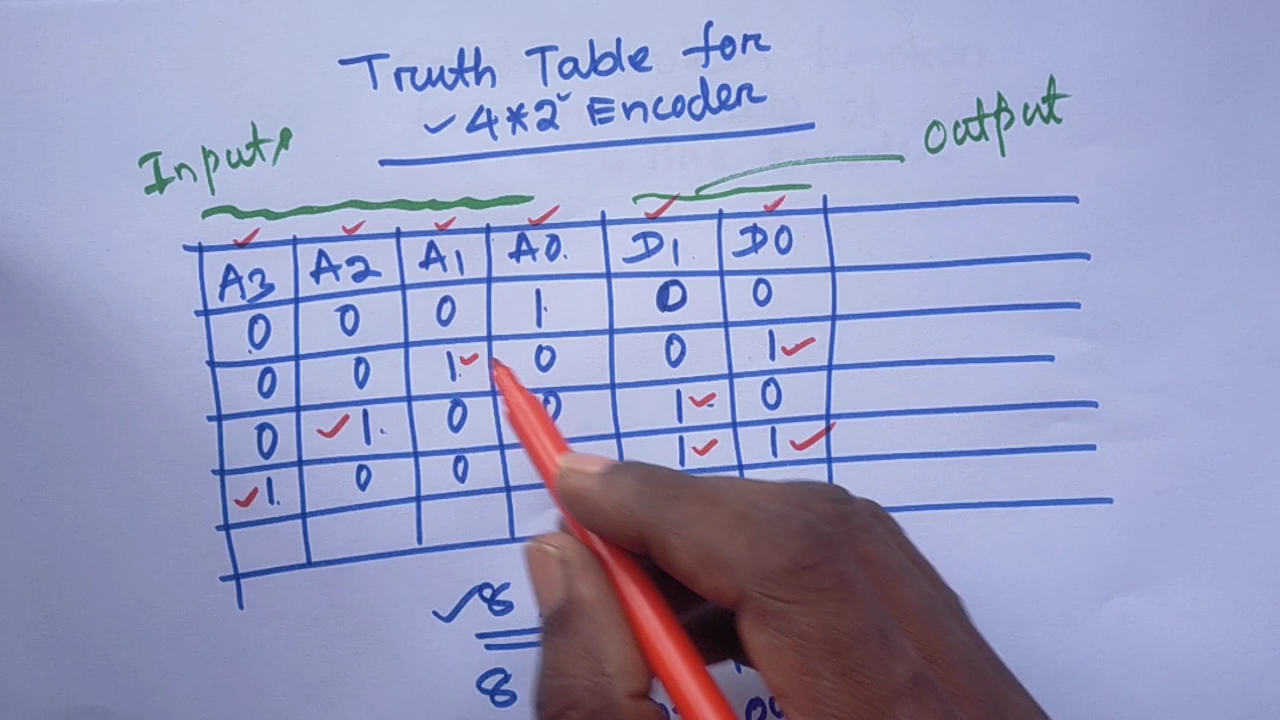 Truth Table for
✓ 4*2 Encoder
Inputs
Output
A3 A2 A1 A0. D1 D0
0 0 0 1. 0 0
0 0 1. ✓ 0 0 1 ✓
0 ✓ 1. 0 0 1 ✓ 0
✓ 1. 0 0 1 ✓ 1 ✓
✓ 8
8